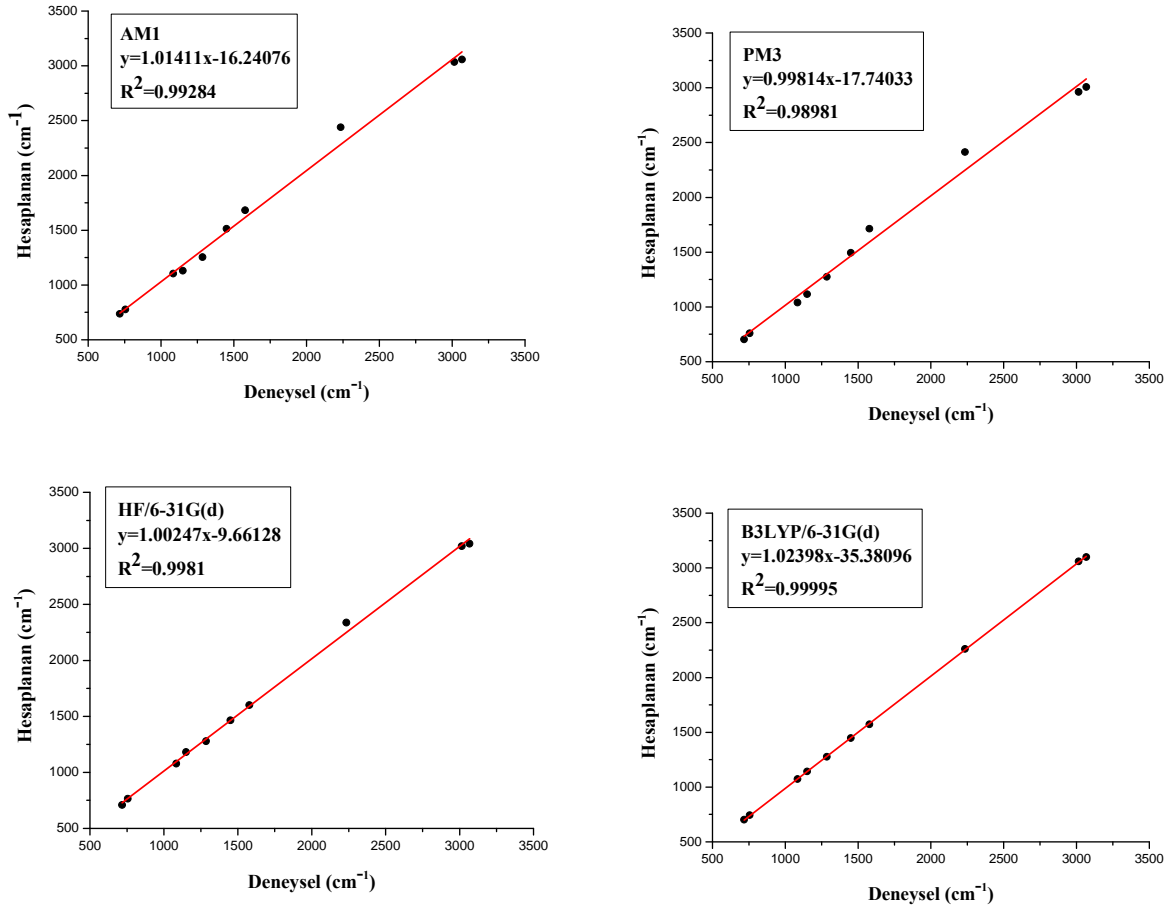 AM1
y=1.01411x-16.24076
R²=0.99284
3500
3000
2500
2000
1500
1000
500
Hesaplanan (cm⁻¹)
500 1000 1500 2000 2500 3000 3500
Deneysel (cm⁻¹)
PM3
y=0.99814x-17.74033
R²=0.98981
3500
3000
2500
2000
1500
1000
500
Hesaplanan (cm⁻¹)
500 1000 1500 2000 2500 3000 3500
Deneysel (cm⁻¹)
HF/6-31G(d)
y=1.00247x-9.66128
R²=0.9981
3500
3000
2500
2000
1500
1000
500
Hesaplanan (cm⁻¹)
500 1000 1500 2000 2500 3000 3500
Deneysel (cm⁻¹)
B3LYP/6-31G(d)
y=1.02398x-35.38096
R²=0.99995
3500
3000
2500
2000
1500
1000
500
Hesaplanan (cm⁻¹)
500 1000 1500 2000 2500 3000 3500
Deneysel (cm⁻¹)